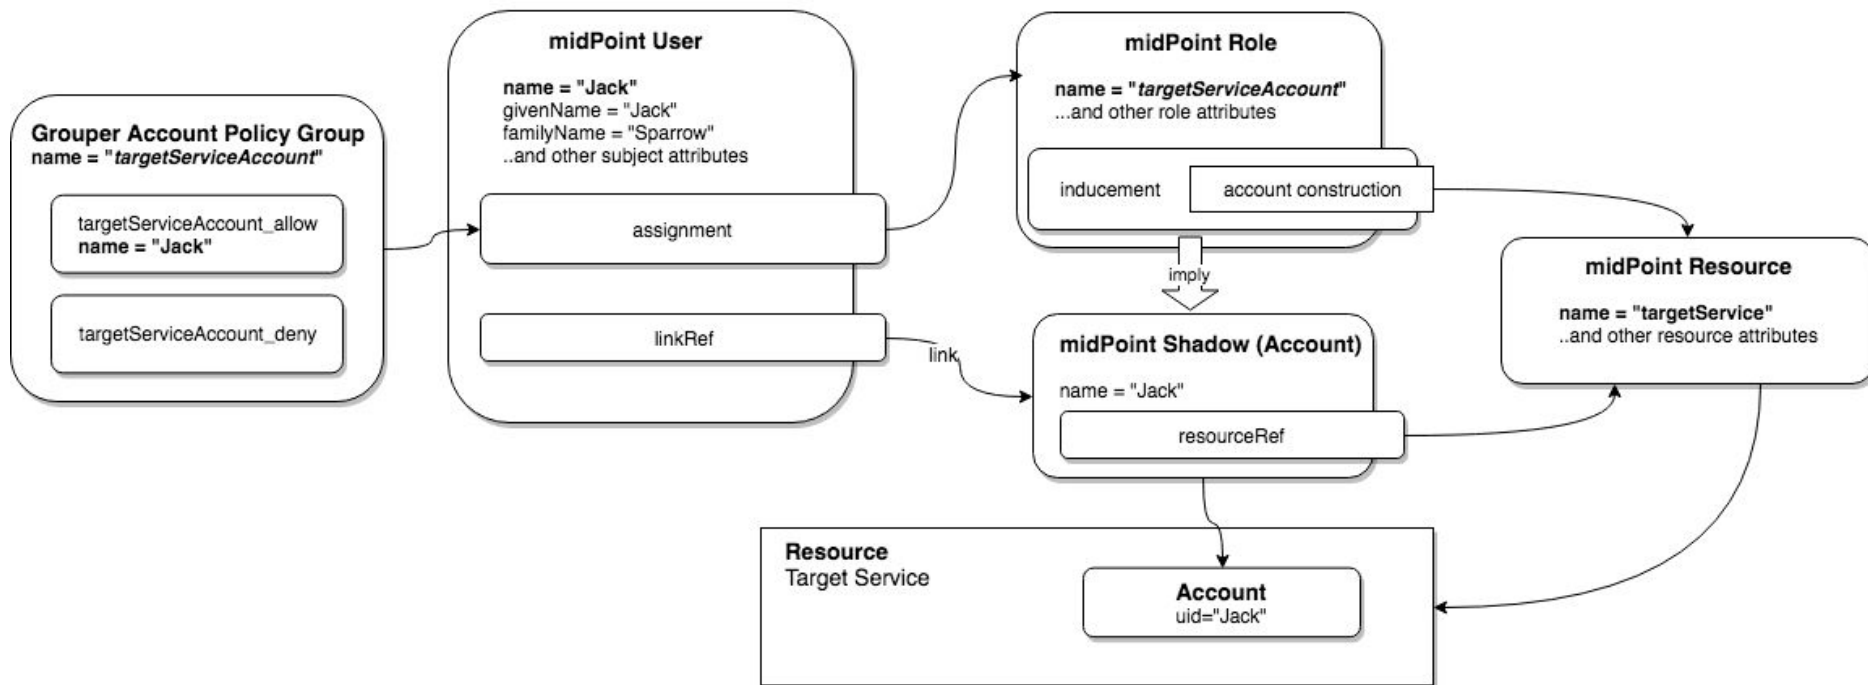 Grouper Account Policy Group
name = "targetServiceAccount"
targetServiceAccount_allow
name = "Jack"
targetServiceAccount_deny
midPoint User
name = "Jack"
givenName = "Jack"
familyName = "Sparrow"
..and other subject attributes
assignment
linkRef
link
midPoint Role
name = "targetServiceAccount"
...and other role attributes
inducement
account construction
imply
midPoint Shadow (Account)
name = "Jack"
resourceRef
midPoint Resource
name = "targetService"
..and other resource attributes
Resource
Target Service
Account
uid="Jack"